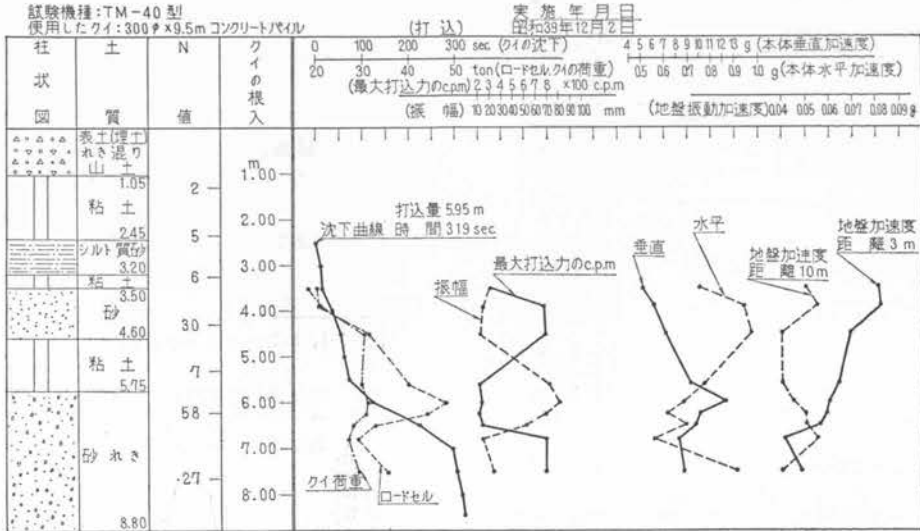 試験機種:TM-40型
使用したクイ:300φ×9.5mコンクリートパイル
(打込)
実施年月日
昭和39年12月2日
柱状図
土質
N値
クイの根入
0 100 200 300 sec. (クイの沈下)
20 30 40 50 ton(ロードセル.クイの荷重)
(最大打込力のc.p.m) 2 3 4 5 6 7 8 ×100 c.p.m
(振幅) 10 20 30 40 50 60 70 80 90 100 mm
4 5 6 7 8 9 10 11 12 13 g (本体垂直加速度)
0.5 0.6 0.7 0.8 0.9 1.0 g(本体水平加速度)
(地盤振動加速度) 0.04 0.05 0.06 0.07 0.08 0.09 g
表土(埋土)
れき混り
山土
1.05
粘土
2.45
シルト質砂
3.20
粘土
3.50
砂
4.60
粘土
5.75
砂れき
8.80
2
5
6
30
7
58
27
m
1.00
2.00
3.00
4.00
5.00
6.00
7.00
8.00
打込量 5.95m
沈下曲線 時間 319 sec.
最大打込力のc.p.m
振幅
クイ荷重
ロードセル
垂直
水平
地盤加速度
距離10m
地盤加速度
距離3m